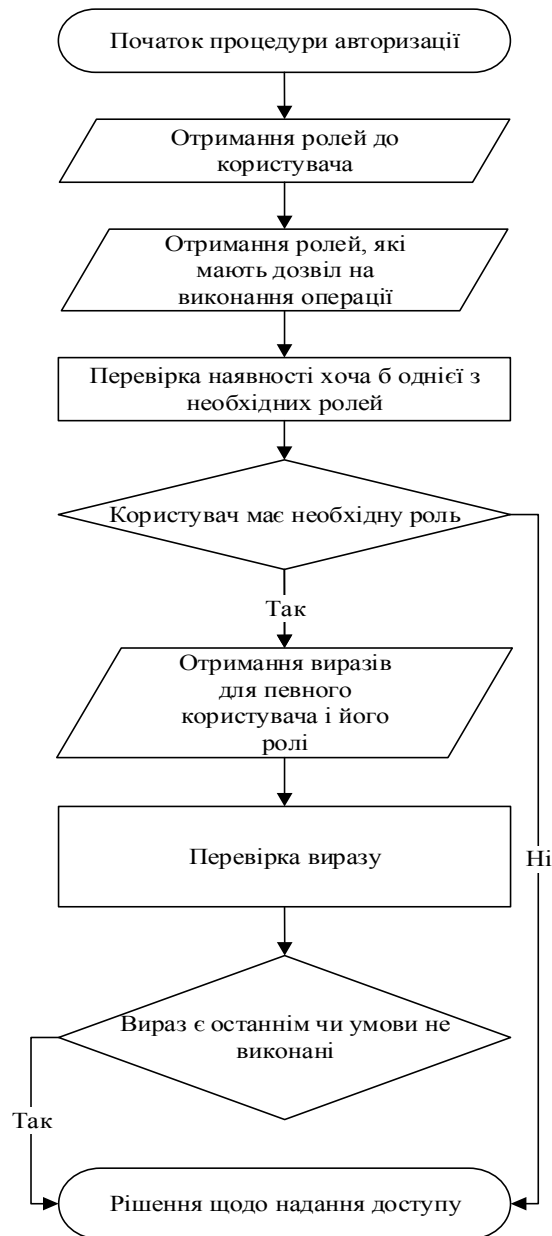 Початок процедури авторизації
Отримання ролей до
користувача
Отримання ролей, які
мають дозвіл на
виконання операції
Перевірка наявності хоча б однієї з
необхідних ролей
Користувач має необхідну роль
Так
Отримання виразів
для певного
користувача і його
ролі
Перевірка виразу
Ні
Вираз є останнім чи умови не
виконані
Так
Рішення щодо надання доступу